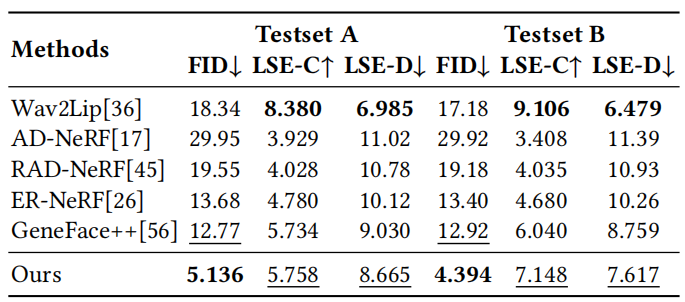 Methods Testset A Testset B
FID↓ LSE-C↑ LSE-D↓ FID↓ LSE-C↑ LSE-D↓
Wav2Lip[36] 18.34 8.380 6.985 17.18 9.106 6.479
AD-NeRF[17] 29.95 3.929 11.02 29.92 3.408 11.39
RAD-NeRF[45] 19.55 4.028 10.78 19.18 4.035 10.93
ER-NeRF[26] 13.68 4.780 10.12 13.40 4.680 10.26
GeneFace++[56] 12.77 5.734 9.030 12.92 6.040 8.759
Ours 5.136 5.758 8.665 4.394 7.148 7.617